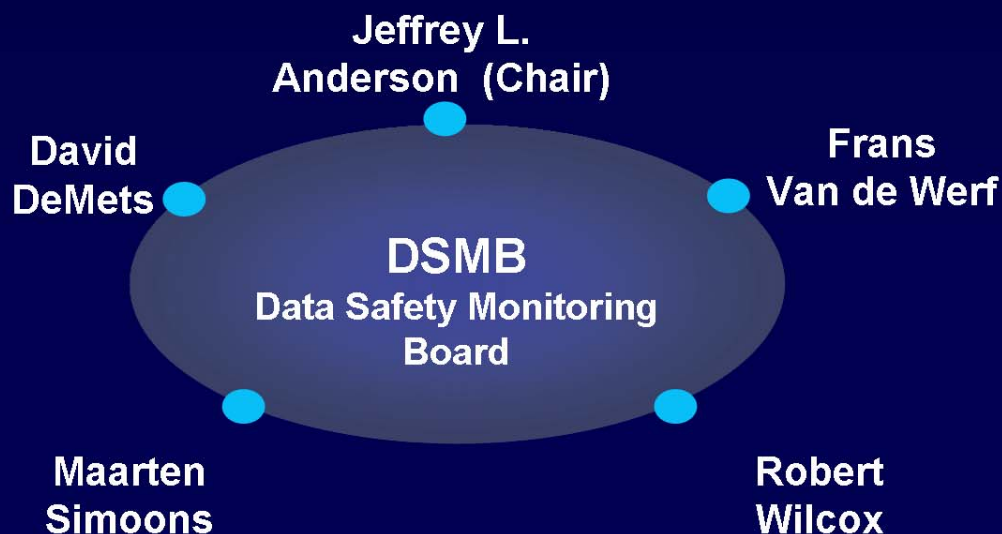 Jeffrey L.
Anderson (Chair)
David
DeMets
Frans
Van de Werf
DSMB
Data Safety Monitoring
Board
Maarten
Simoons
Robert
Wilcox